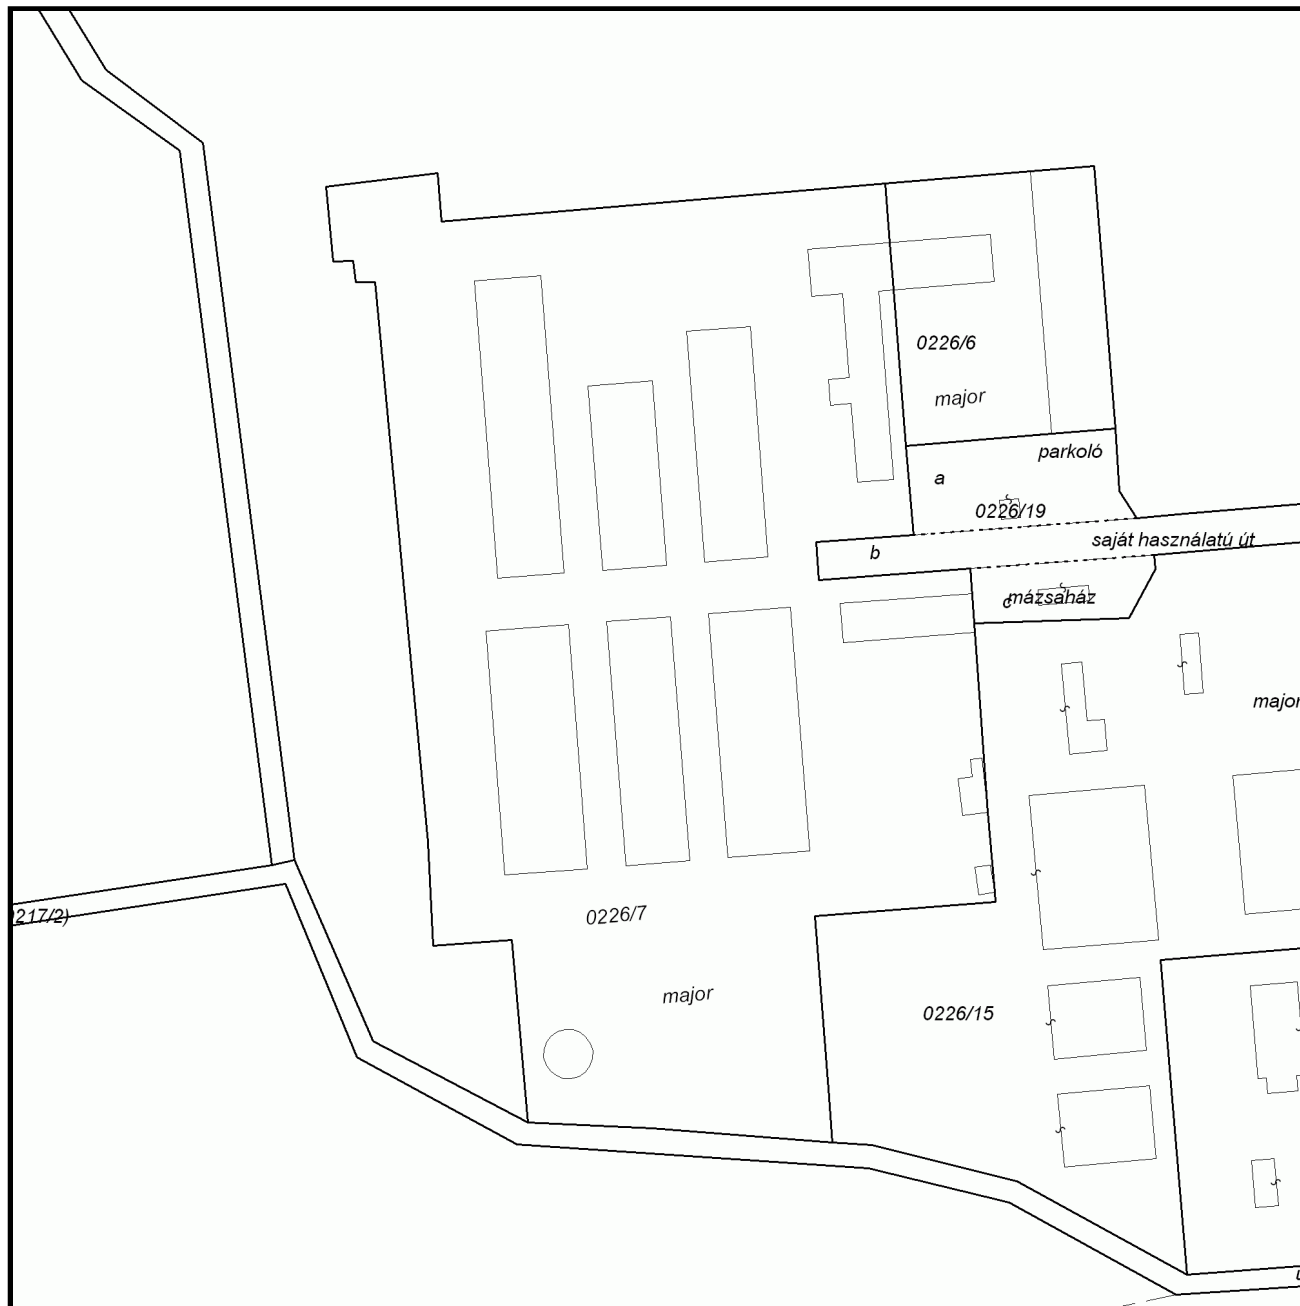 0226/6
major
parkoló
a
0226/19
saját használatú út
b
c
mázsaház
major
0226/7
217/2)
major
0226/15